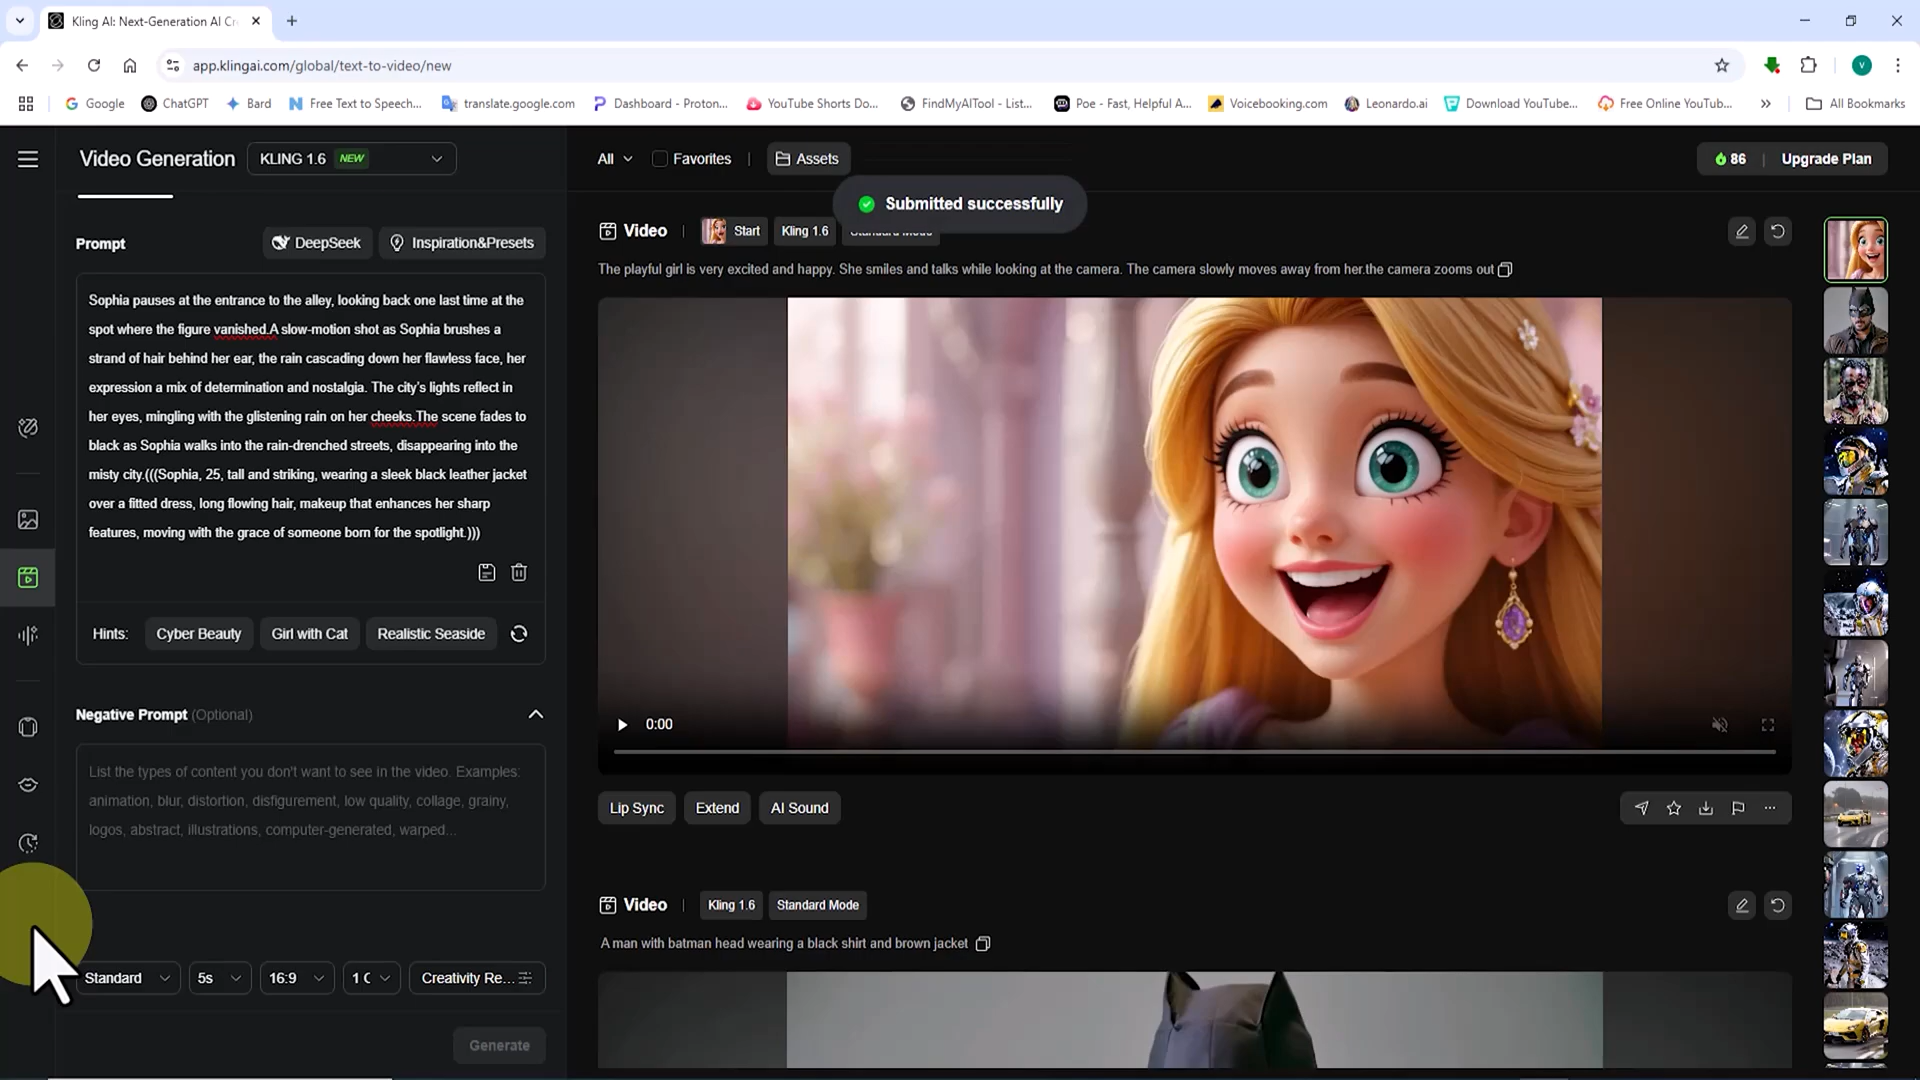 Kling AI: Next-Generation AI Cr
app.klingai.com/global/text-to-video/new
Google
ChatGPT
Bard
Free Text to Speech...
translate.google.com
Dashboard - Proton...
YouTube Shorts Do...
FindMyAITool - List...
Poe - Fast, Helpful A...
Voicebooking.com
Leonardo.ai
Download YouTube...
Free Online YouTub...
All Bookmarks
Video Generation
KLING 1.6 NEW
All
Favorites
Assets
86
Upgrade Plan
Submitted successfully
Prompt
DeepSeek
Inspiration&Presets
Sophia pauses at the entrance to the alley, looking back one last time at the
spot where the figure vanished.A slow-motion shot as Sophia brushes a
strand of hair behind her ear, the rain cascading down her flawless face, her
expression a mix of determination and nostalgia. The city's lights reflect in
her eyes, mingling with the glistening rain on her cheeks.The scene fades to
black as Sophia walks into the rain-drenched streets, disappearing into the
misty city.(((Sophia, 25, tall and striking, wearing a sleek black leather jacket
over a fitted dress, long flowing hair, makeup that enhances her sharp
features, moving with the grace of someone born for the spotlight.)))
Hints:
Cyber Beauty
Girl with Cat
Realistic Seaside
Negative Prompt (Optional)
List the types of content you don't want to see in the video. Examples:
animation, blur, distortion, disfigurement, low quality, collage, grainy,
logos, abstract, illustrations, computer-generated, warped...
Standard
5s
16:9
1 C
Creativity Re...
Generate
Video
Start
Kling 1.6
Standard Mode
The playful girl is very excited and happy. She smiles and talks while looking at the camera. The camera slowly moves away from her.the camera zooms out
0:00
Lip Sync
Extend
AI Sound
Video
Kling 1.6
Standard Mode
A man with batman head wearing a black shirt and brown jacket